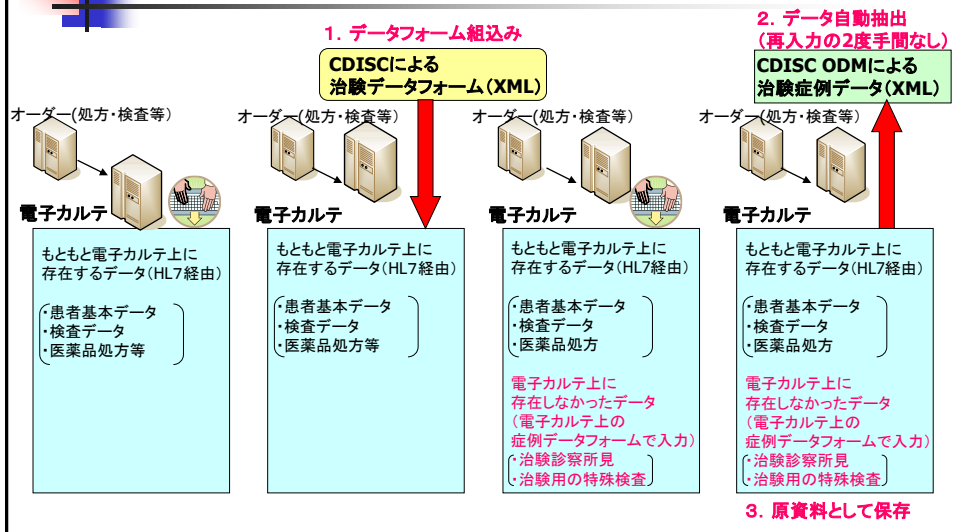 1．データフォーム組込み
2．データ自動抽出
（再入力の2度手間なし）
CDISCによる
治験データフォーム（XML）
CDISC ODMによる
治験症例データ（XML）
オーダー(処方・検査等）
電子カルテ
もともと電子カルテ上に
存在するデータ（HL7経由）
・患者基本データ
・検査データ
・医薬品処方等
オーダー(処方・検査等）
電子カルテ
もともと電子カルテ上に
存在するデータ（HL7経由）
・患者基本データ
・検査データ
・医薬品処方等
オーダー(処方・検査等）
電子カルテ
もともと電子カルテ上に
存在するデータ（HL7経由）
・患者基本データ
・検査データ
・医薬品処方
電子カルテ上に
存在しなかったデータ
（電子カルテ上の
症例データフォームで入力）
・治験診察所見
・治験用の特殊検査
オーダー(処方・検査等）
電子カルテ
もともと電子カルテ上に
存在するデータ（HL7経由）
・患者基本データ
・検査データ
・医薬品処方
電子カルテ上に
存在しなかったデータ
（電子カルテ上の
症例データフォームで入力）
・治験診察所見
・治験用の特殊検査
3．原資料として保存